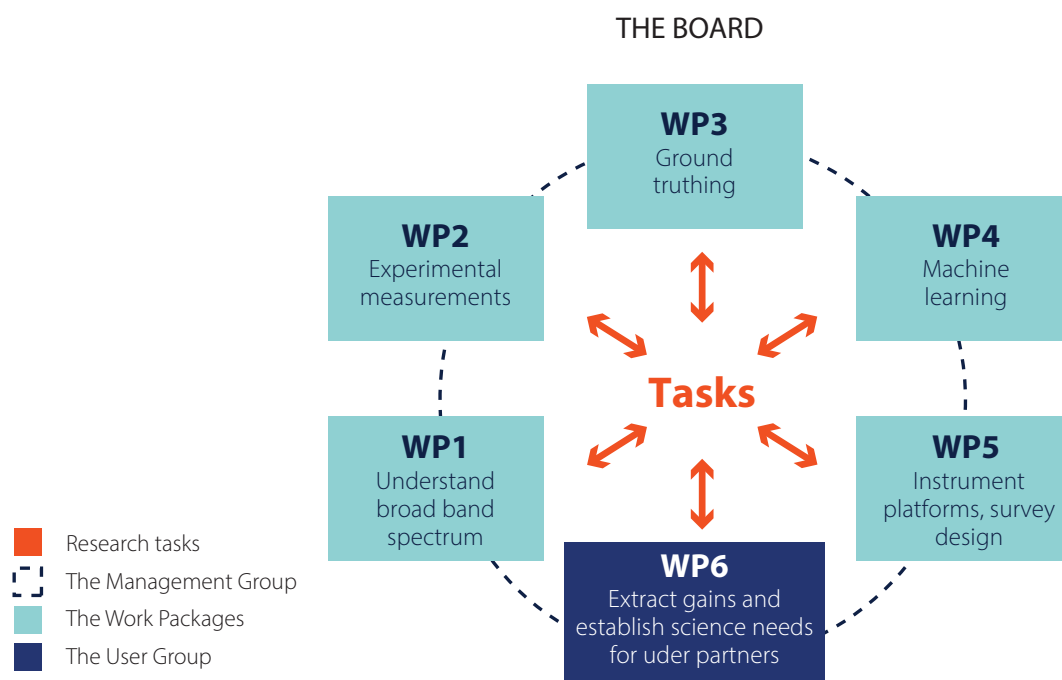 THE BOARD
WP3
Ground
truthing
WP2
Experimental
measurements
WP4
Machine
learning
Tasks
WP1
Understand
broad band
spectrum
WP5
Instrument
platforms, survey
design
WP6
Extract gains and
establish science needs
for uder partners
Research tasks
The Management Group
The Work Packages
The User Group